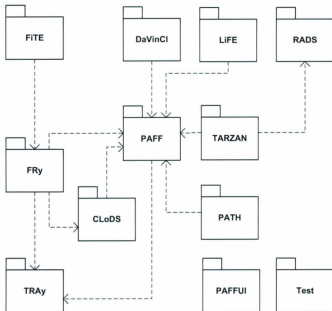 FiTE
DaVinCI
LiFE
RADS
FRy
PAFF
TARZAN
CLoDS
PATH
TRAy
PAFFUI
Test